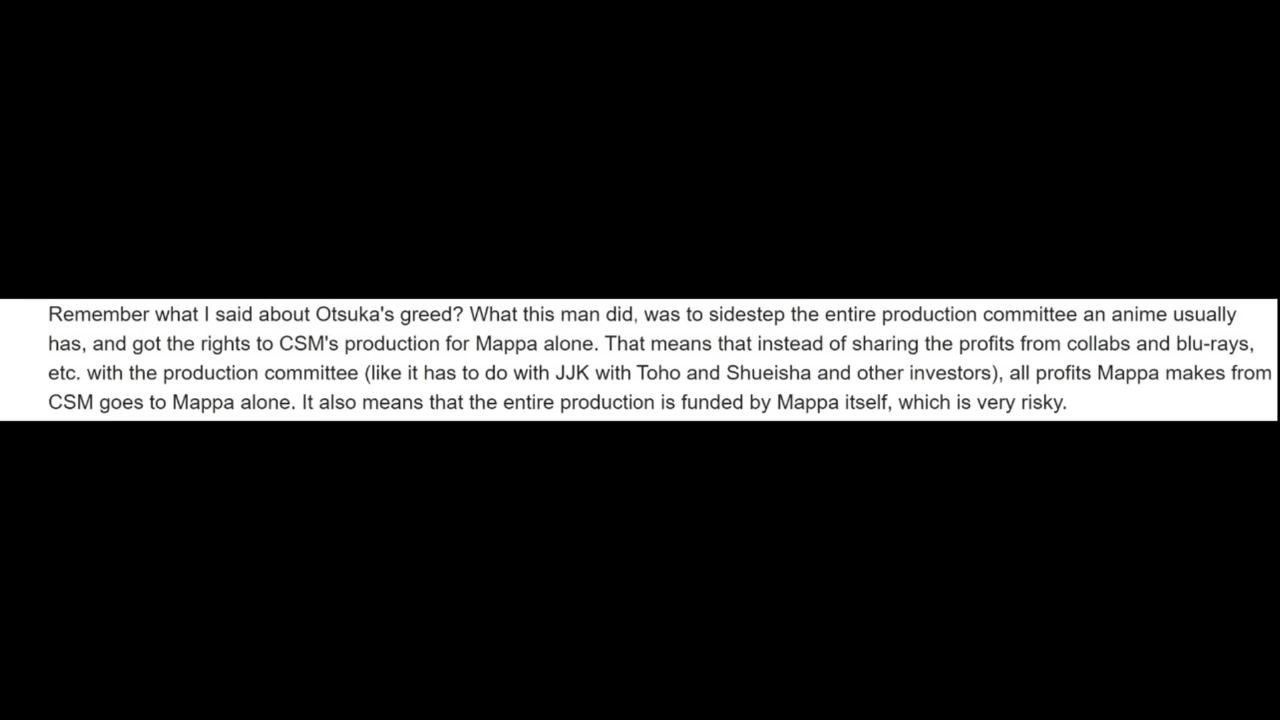 Remember what I said about Otsuka's greed? What this man did, was to sidestep the entire production committee an anime usually
has, and got the rights to CSM's production for Mappa alone. That means that instead of sharing the profits from collabs and blu-rays,
etc. with the production committee (like it has to do with JJK with Toho and Shueisha and other investors), all profits Mappa makes from
CSM goes to Mappa alone. It also means that the entire production is funded by Mappa itself, which is very risky.